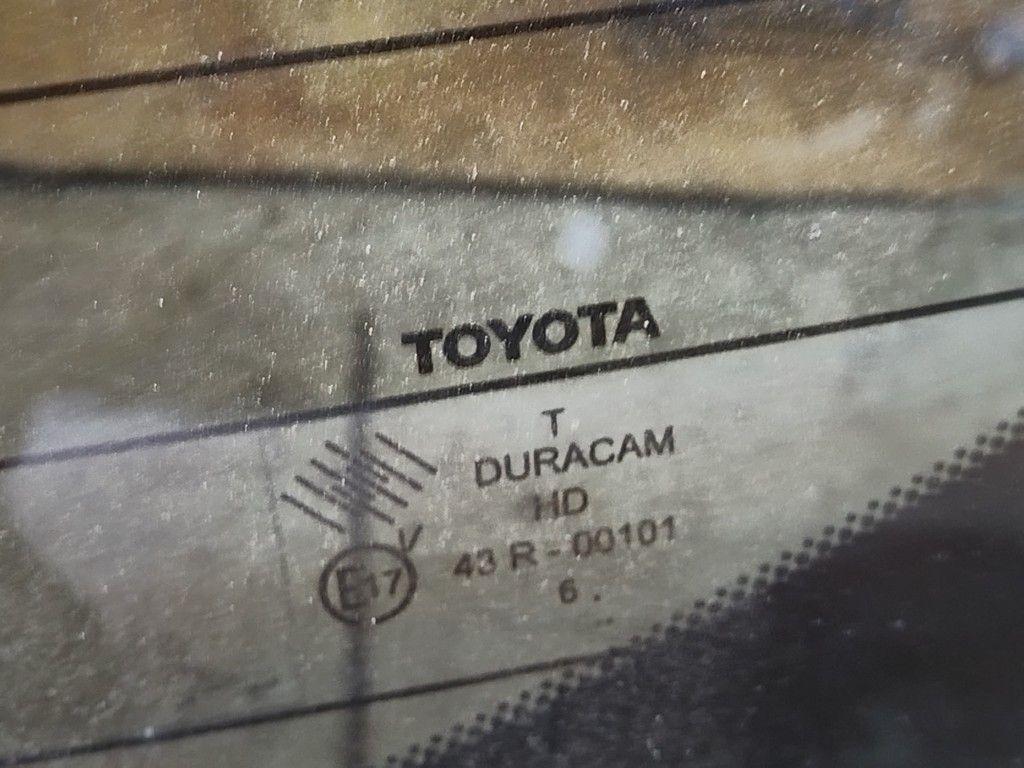 TOYOTA
T
DURACAM
HD
V
E17
43 R - 00101
6 .